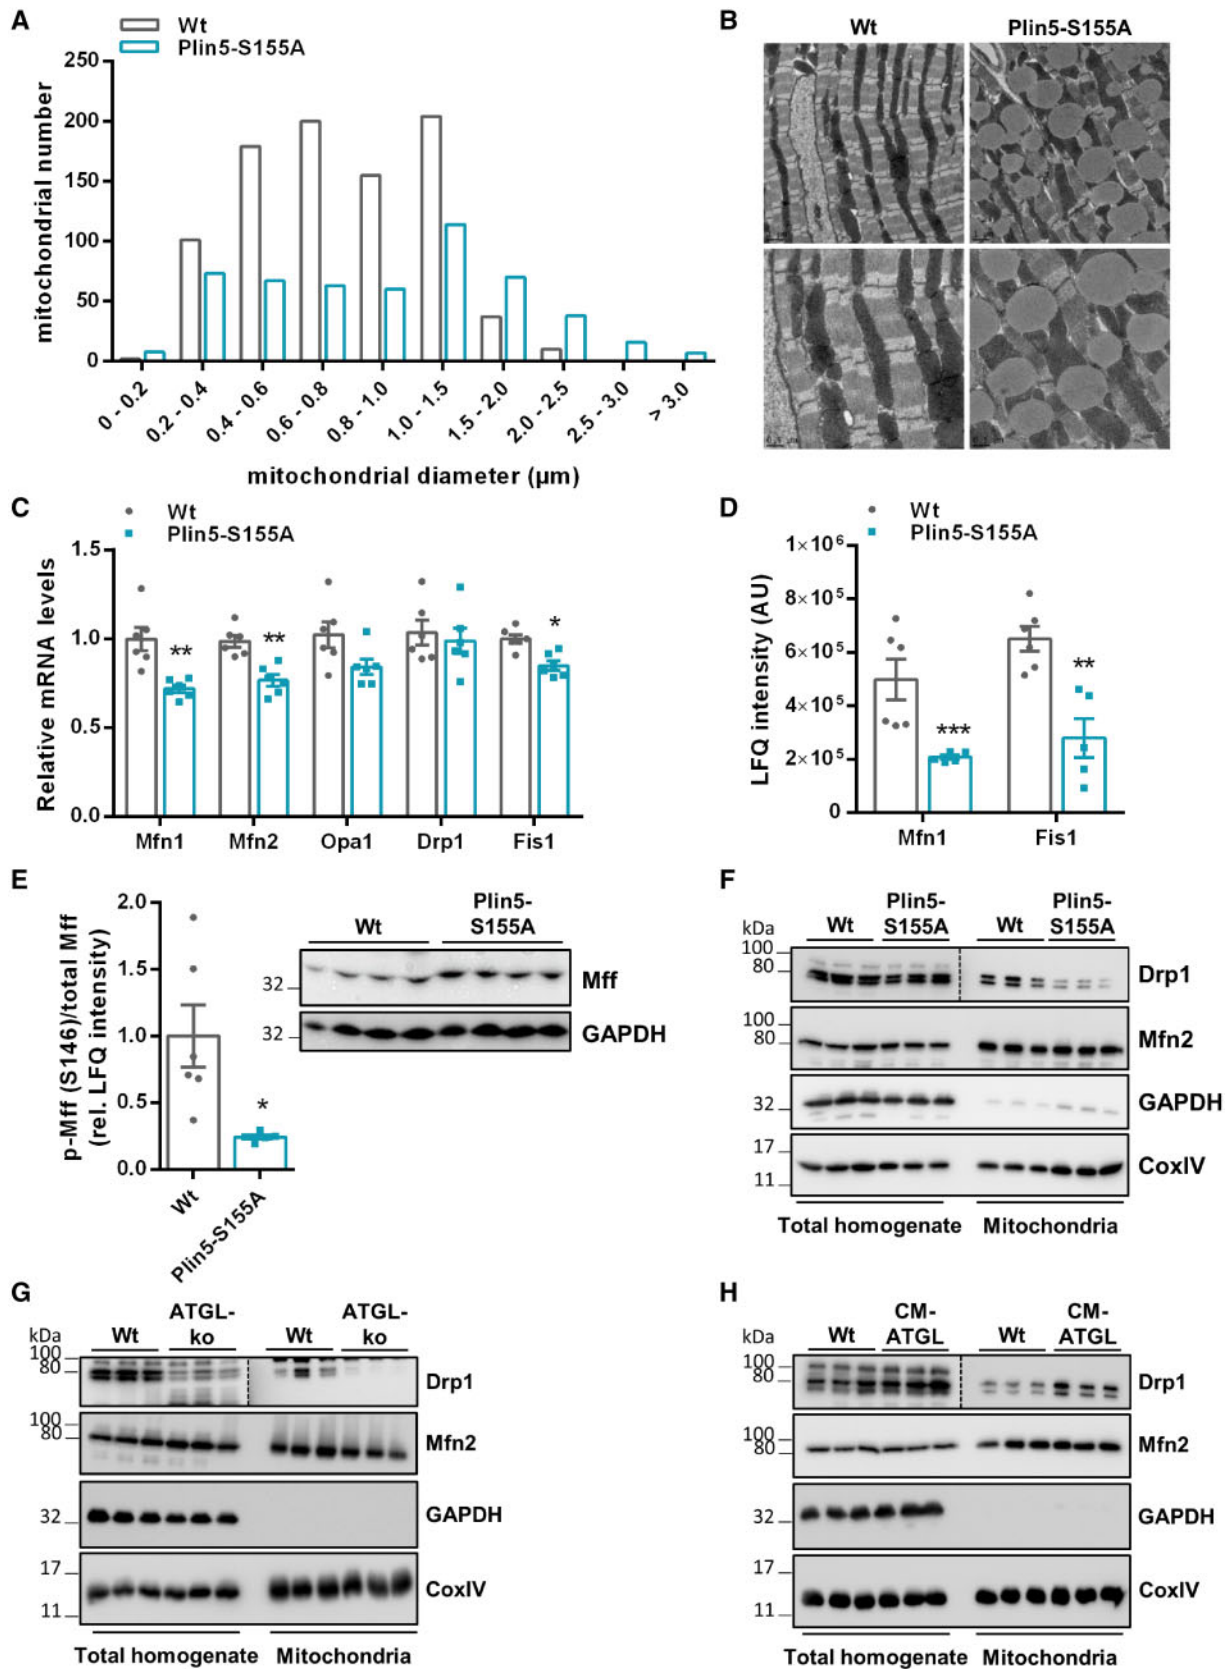 A
Wt
Plin5-S155A
mitochondrial number
250
200
150
100
50
0
0 - 0.2
0.2 - 0.4
0.4 - 0.6
0.6 - 0.8
0.8 - 1.0
1.0 - 1.5
1.5 - 2.0
2.0 - 2.5
2.5 - 3.0
> 3.0
mitochondrial diameter (µm)
B
Wt Plin5-S155A
C
Wt
Plin5-S155A
Relative mRNA levels
1.5
1.0
0.5
0.0
** ** *
Mfn1 Mfn2 Opa1 Drp1 Fis1
D
Wt
Plin5-S155A
LFQ intensity (AU)
1×10⁶
8×10⁵
6×10⁵
4×10⁵
2×10⁵
0
*** **
Mfn1 Fis1
E
p-Mff (S146)/total Mff
(rel. LFQ intensity)
2.0
1.5
1.0
0.5
0.0
*
Wt
Plin5-S155A
Wt Plin5-
S155A
32 Mff
32 GAPDH
F
kDa Wt Plin5-
S155A Wt Plin5-
S155A
100
80 Drp1
100
80 Mfn2
32 GAPDH
17
11 CoxIV
Total homogenate Mitochondria
G
kDa Wt ATGL-
ko Wt ATGL-
ko
100
80 Drp1
100
80 Mfn2
32 GAPDH
17
11 CoxIV
Total homogenate Mitochondria
H
kDa Wt CM-
ATGL Wt CM-
ATGL
100
80 Drp1
100
80 Mfn2
32 GAPDH
17
11 CoxIV
Total homogenate Mitochondria